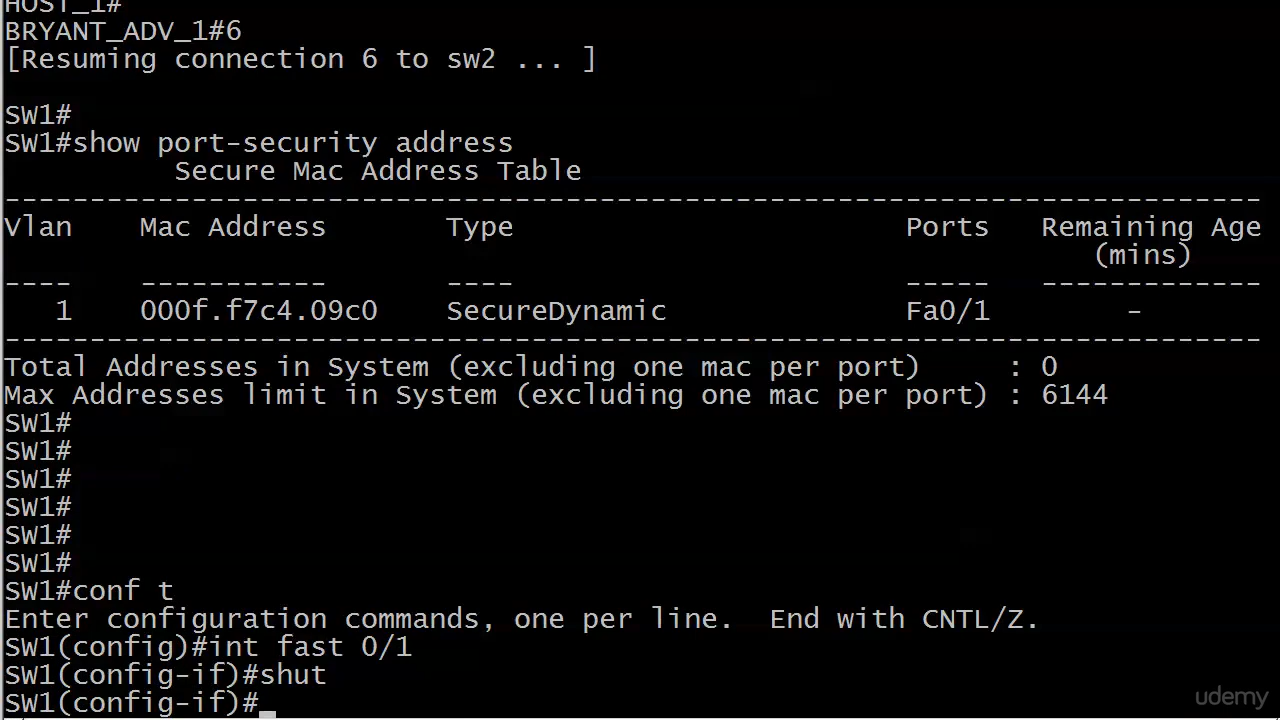 HOST_1#
BRYANT_ADV_1#6
[Resuming connection 6 to sw2 ... ]
SW1#
SW1#show port-security address
          Secure Mac Address Table
--------------------------------------------------------------------------
Vlan    Mac Address       Type                         Ports   Remaining Age
                                                                (mins)
----    -----------       ----                         -----   -------------
   1    000f.f7c4.09c0    SecureDynamic                Fa0/1        -
--------------------------------------------------------------------------
Total Addresses in System (excluding one mac per port)     : 0
Max Addresses limit in System (excluding one mac per port) : 6144
SW1#
SW1#
SW1#
SW1#
SW1#
SW1#
SW1#conf t
Enter configuration commands, one per line.  End with CNTL/Z.
SW1(config)#int fast 0/1
SW1(config-if)#shut
SW1(config-if)#
udemy